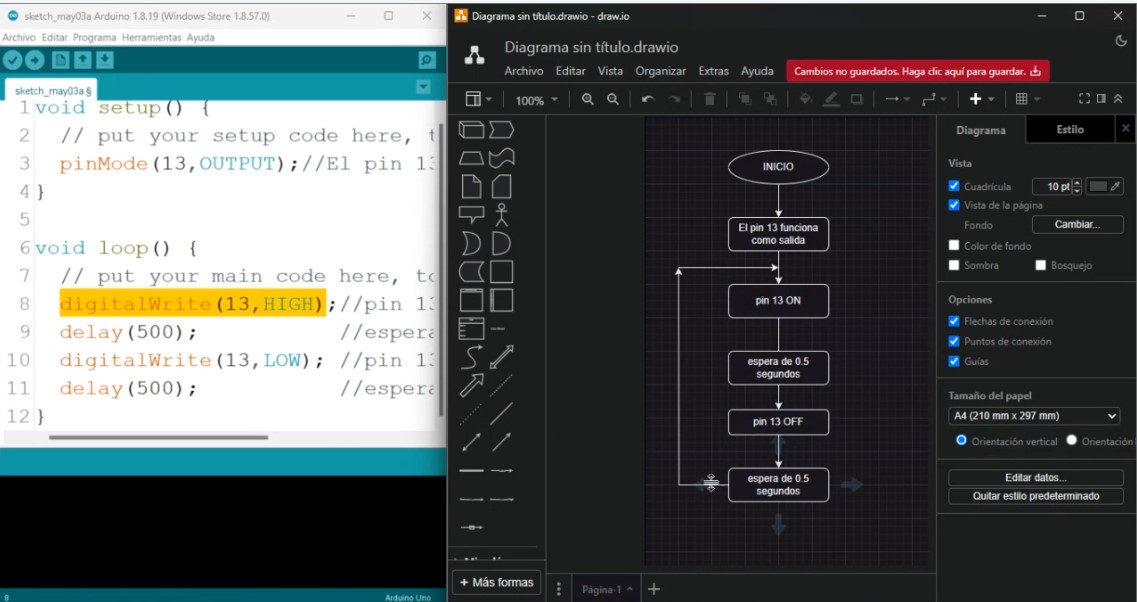 sketch_may03a Arduino 1.8.19 (Windows Store 1.8.57.0)
Archivo Editar Programa Herramientas Ayuda
sketch_may03a §
1 void setup() {
2 // put your setup code here, t
3 pinMode(13,OUTPUT);//El pin 13
4 }
5
6 void loop() {
7 // put your main code here, to
8 digitalWrite(13,HIGH);//pin 13
9 delay(500); //espera
10 digitalWrite(13,LOW); //pin 13
11 delay(500); //espera
12 }
8
Arduino Uno
Diagrama sin título.drawio - draw.io
Diagrama sin título.drawio
Archivo Editar Vista Organizar Extras Ayuda
Cambios no guardados. Haga clic aquí para guardar.
100%
INICIO
El pin 13 funciona
como salida
pin 13 ON
espera de 0.5
segundos
pin 13 OFF
espera de 0.5
segundos
+ Más formas
Página-1
Diagrama
Estilo
Vista
Cuadrícula
10 pt
Vista de la página
Fondo
Cambiar...
Color de fondo
Sombra
Bosquejo
Opciones
Flechas de conexión
Puntos de conexión
Guías
Tamaño del papel
A4 (210 mm x 297 mm)
Orientación vertical
Orientación
Editar datos...
Quitar estilo predeterminado